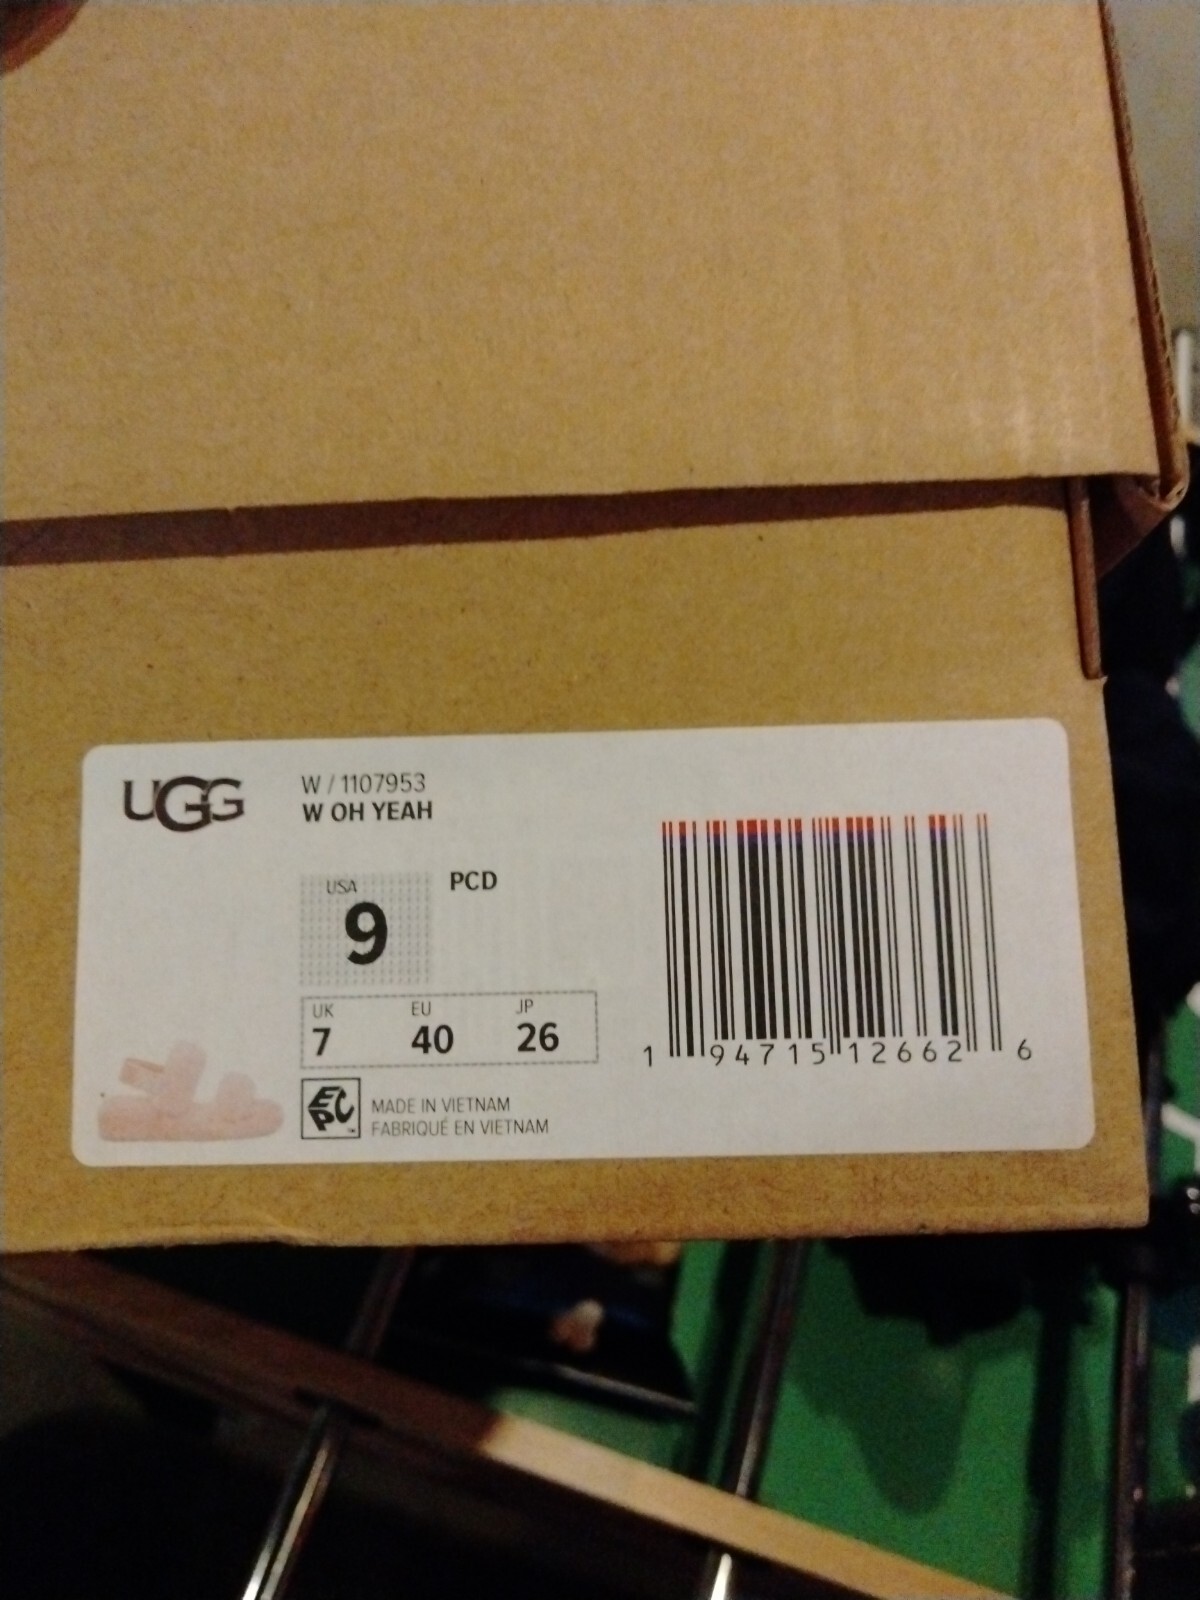 UGG
W / 1107953
W OH YEAH
USA
9
PCD
UK EU JP
7 40 26
EPC
MADE IN VIETNAM
FABRIQUÉ EN VIETNAM
1 94715 12662 6